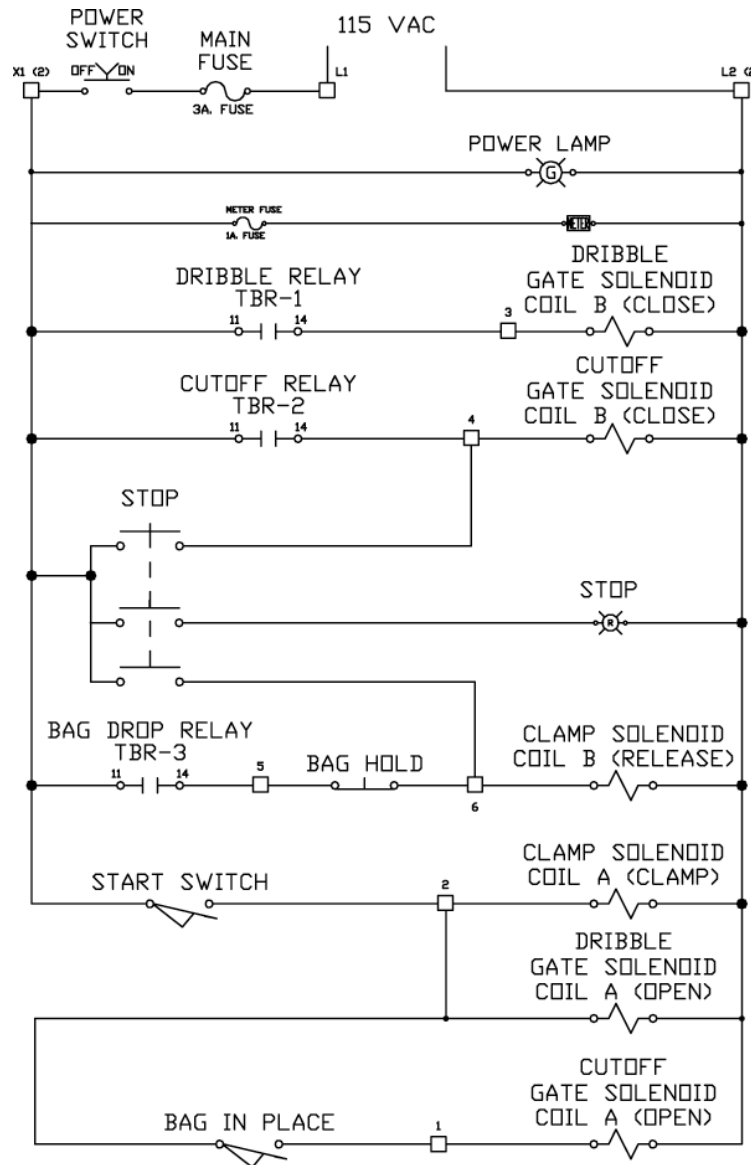 POWER
SWITCH
MAIN
FUSE
115 VAC
X1 (2)
OFF ON
L1
L2 (2
3A. FUSE
POWER LAMP
G
METER FUSE
1A. FUSE
METER
DRIBBLE RELAY
TBR-1
11
14
3
DRIBBLE
GATE SOLENOID
COIL B (CLOSE)
CUTOFF RELAY
TBR-2
11
14
4
CUTOFF
GATE SOLENOID
COIL B (CLOSE)
STOP
STOP
R
BAG DROP RELAY
TBR-3
11
14
5
BAG HOLD
6
CLAMP SOLENOID
COIL B (RELEASE)
START SWITCH
2
CLAMP SOLENOID
COIL A (CLAMP)
DRIBBLE
GATE SOLENOID
COIL A (OPEN)
BAG IN PLACE
1
CUTOFF
GATE SOLENOID
COIL A (OPEN)